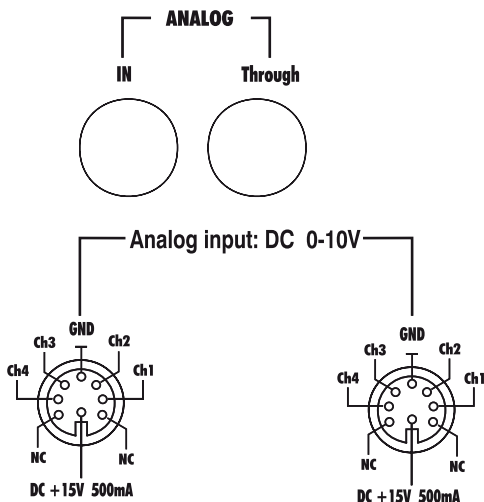 ANALOG
IN Through
Analog input: DC 0-10V
GND
Ch3 Ch2
Ch4 Ch1
NC NC
DC +15V 500mA
GND
Ch3 Ch2
Ch4 Ch1
NC NC
DC +15V 500mA